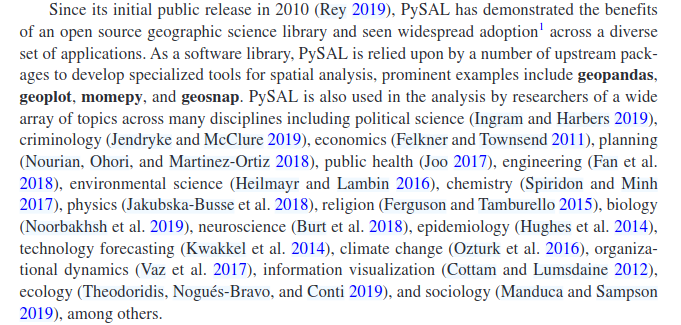 Since its initial public release in 2010 (Rey 2019), PySAL has demonstrated the benefits
of an open source geographic science library and seen widespread adoption1 across a diverse
set of applications. As a software library, PySAL is relied upon by a number of upstream pack-
ages to develop specialized tools for spatial analysis, prominent examples include geopandas,
geoplot, momepy, and geosnap. PySAL is also used in the analysis by researchers of a wide
array of topics across many disciplines including political science (Ingram and Harbers 2019),
criminology (Jendryke and McClure 2019), economics (Felkner and Townsend 2011), planning
(Nourian, Ohori, and Martinez-Ortiz 2018), public health (Joo 2017), engineering (Fan et al.
2018), environmental science (Heilmayr and Lambin 2016), chemistry (Spiridon and Minh
2017), physics (Jakubska-Busse et al. 2018), religion (Ferguson and Tamburello 2015), biology
(Noorbakhsh et al. 2019), neuroscience (Burt et al. 2018), epidemiology (Hughes et al. 2014),
technology forecasting (Kwakkel et al. 2014), climate change (Ozturk et al. 2016), organiza-
tional dynamics (Vaz et al. 2017), information visualization (Cottam and Lumsdaine 2012),
ecology (Theodoridis, Nogués-Bravo, and Conti 2019), and sociology (Manduca and Sampson
2019), among others.